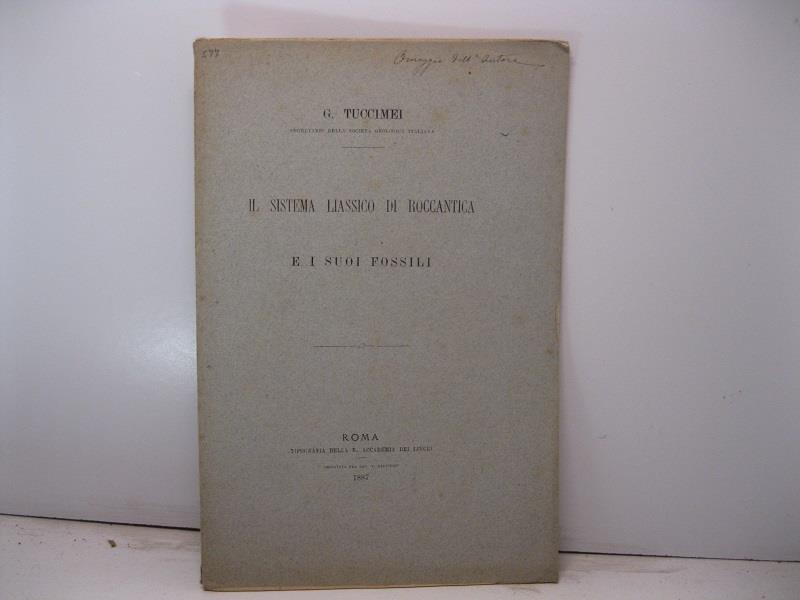 577
Omaggio dell'Autore
G. TUCCIMEI
SEGRETARIO DELLA SOCIETÀ GEOLOGICA ITALIANA
IL SISTEMA LIASSICO DI ROCCANTICA
E I SUOI FOSSILI
ROMA
TIPOGRAFIA DELLA R. ACCADEMIA DEI LINCEI
1887